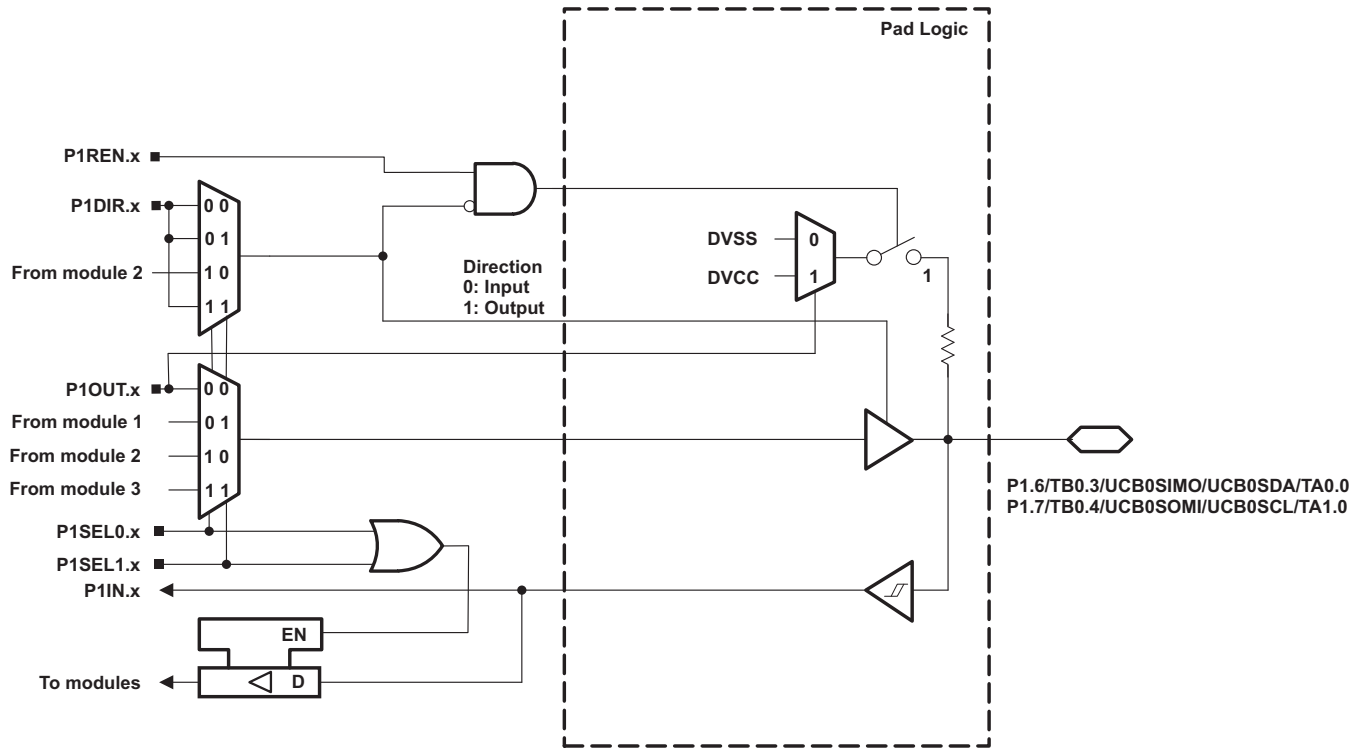 Pad Logic
P1REN.x
P1DIR.x
0 0
0 1
From module 2
1 0
1 1
Direction
0: Input
1: Output
DVSS
0
DVCC
1
1
P1OUT.x
0 0
From module 1
0 1
From module 2
1 0
From module 3
1 1
P1.6/TB0.3/UCB0SIMO/UCB0SDA/TA0.0
P1.7/TB0.4/UCB0SOMI/UCB0SCL/TA1.0
P1SEL0.x
P1SEL1.x
P1IN.x
EN
To modules
D